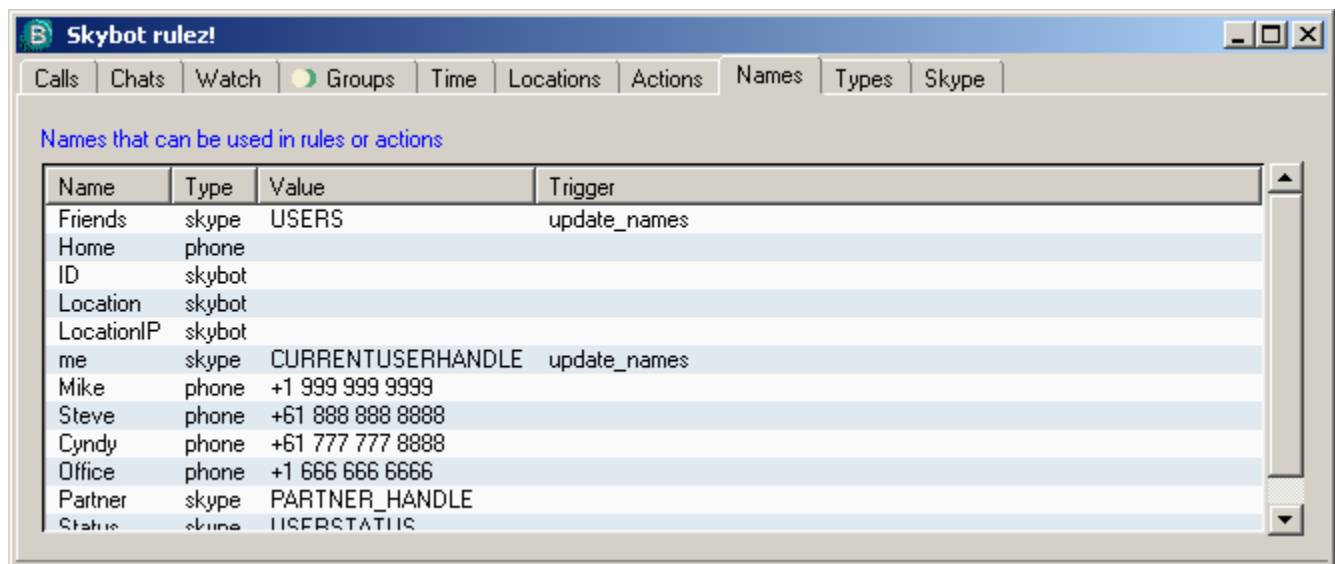 Skybot rulez!
Calls Chats Watch Groups Time Locations Actions Names Types Skype
Names that can be used in rules or actions
Name Type Value Trigger
Friends skype USERS update_names
Home phone
ID skybot
Location skybot
LocationIP skybot
me skype CURRENTUSERHANDLE update_names
Mike phone +1 999 999 9999
Steve phone +61 888 888 8888
Cyndy phone +61 777 777 8888
Office phone +1 666 666 6666
Partner skype PARTNER_HANDLE
Status skype USERSTATUS